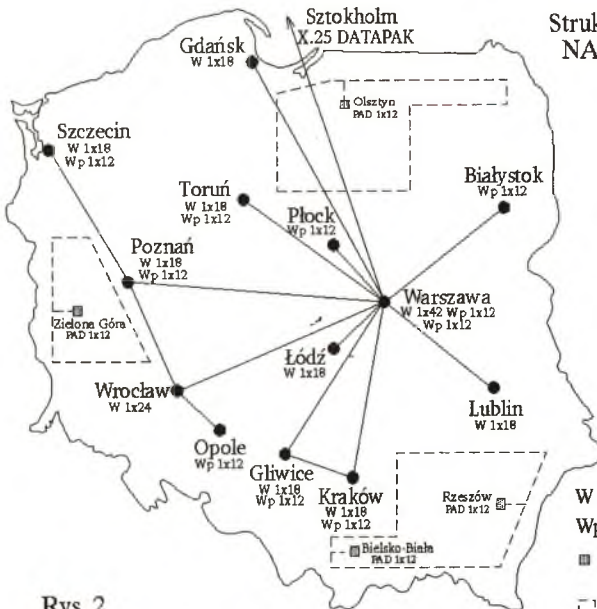 Sztokholm
X.25 DATAPAK
Gdańsk
W 1x18
Olsztyn
PAD 1x12
Szczecin
W 1x18
Wp 1x12
Toruń
W 1x18
Wp 1x12
Białystok
Wp 1x12
Płock
Wp 1x12
Poznań
W 1x18
Wp 1x12
Zielona Góra
PAD 1x12
Warszawa
W 1x42 Wp 1x12
Wp 1x12
Łódź
W 1x18
Wrocław
W 1x24
Lublin
W 1x18
Opole
Wp 1x12
Gliwice
W 1x18
Wp 1x12
Kraków
W 1x18
Wp 1x12
Rzeszów
PAD 1x12
Bielsko-Biała
PAD 1x12
Struk
NA
W
Wp
Rys. 2